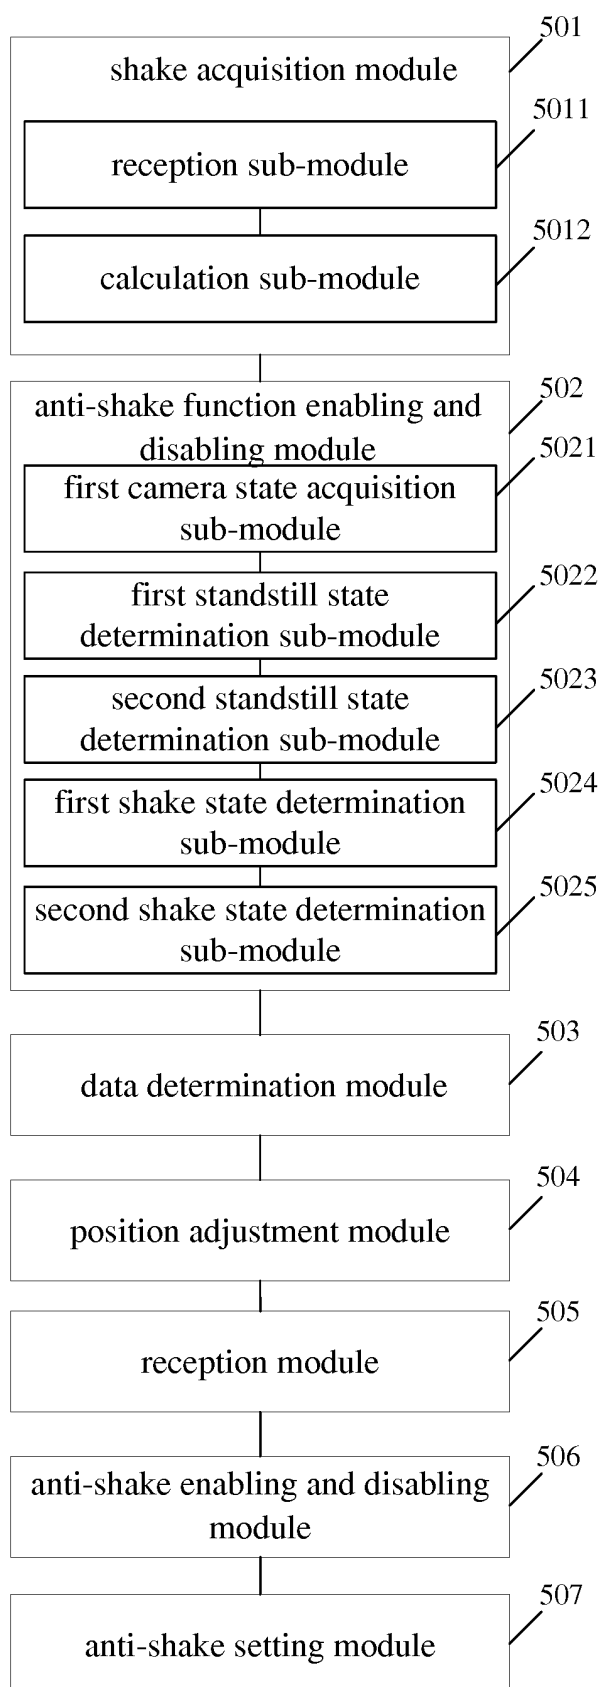 501
shake acquisition module
5011
reception sub-module
5012
calculation sub-module
502
anti-shake function enabling and
disabling module
5021
first camera state acquisition
sub-module
5022
first standstill state
determination sub-module
5023
second standstill state
determination sub-module
5024
first shake state determination
sub-module
5025
second shake state determination
sub-module
503
data determination module
504
position adjustment module
505
reception module
506
anti-shake enabling and disabling
module
507
anti-shake setting module